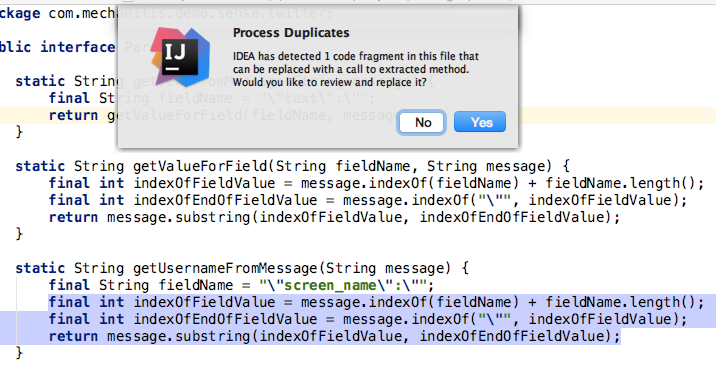 ckage com.mechanitis.demo.sense.twitter;
Process Duplicates
IJ
IDEA has detected 1 code fragment in this file that
can be replaced with a call to extracted method.
Would you like to review and replace it?
No
Yes
blic interface Par
static String get
final String fieldName = "\"text\":\"";
return getValueForField(fieldName, message
}
static String getValueForField(String fieldName, String message) {
final int indexOfFieldValue = message.indexOf(fieldName) + fieldName.length();
final int indexOfEndOfFieldValue = message.indexOf("\"", indexOfFieldValue);
return message.substring(indexOfFieldValue, indexOfEndOfFieldValue);
}
static String getUsernameFromMessage(String message) {
final String fieldName = "\"screen_name\":\"";
final int indexOfFieldValue = message.indexOf(fieldName) + fieldName.length();
final int indexOfEndOfFieldValue = message.indexOf("\"", indexOfFieldValue);
return message.substring(indexOfFieldValue, indexOfEndOfFieldValue);
}